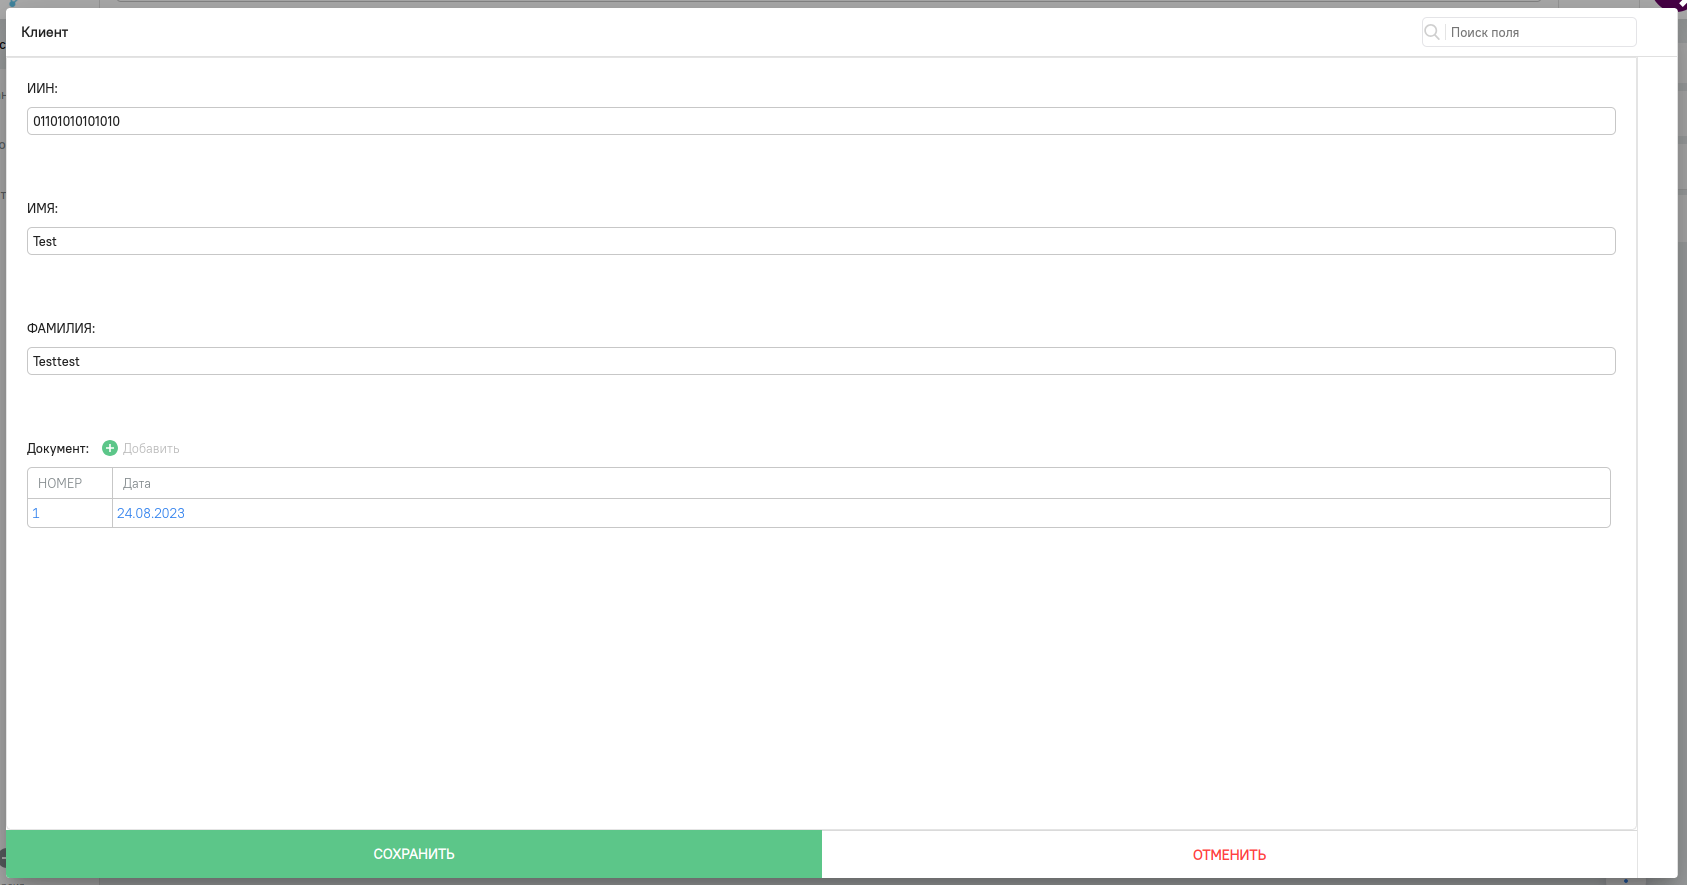 Клиент
Поиск поля
ИИН:
01101010101010
ИМЯ:
Test
ФАМИЛИЯ:
Testtest
Документ: Добавить
НОМЕР Дата
1 24.08.2023
СОХРАНИТЬ ОТМЕНИТЬ